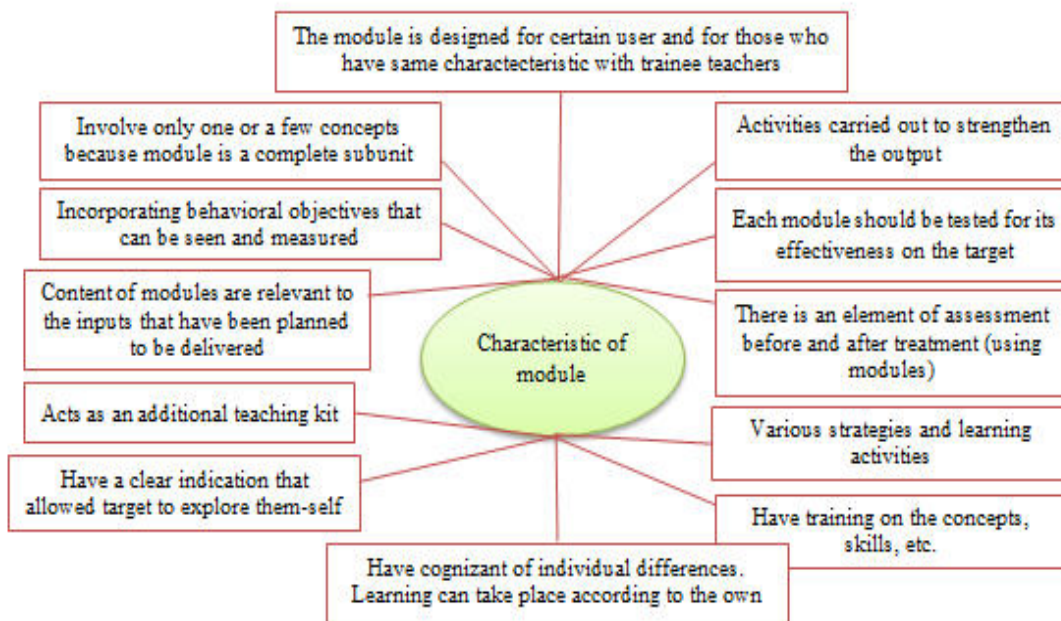 The module is designed for certain user and for those who
have same charactecteristic with trainee teachers
Involve only one or a few concepts
because module is a complete subunit
Activities carried out to strengthen
the output
Incorporating behavioral objectives that
can be seen and measured
Each module should be tested for its
effectiveness on the target
Content of modules are relevant to
the inputs that have been planned
to be delivered
There is an element of assessment
before and after treatment (using
modules)
Characteristic of
module
Acts as an additional teaching kit
Various strategies and learning
activities
Have a clear indication that
allowed target to explore them-self
Have training on the concepts,
skills, etc.
Have cognizant of individual differences.
Learning can take place according to the own